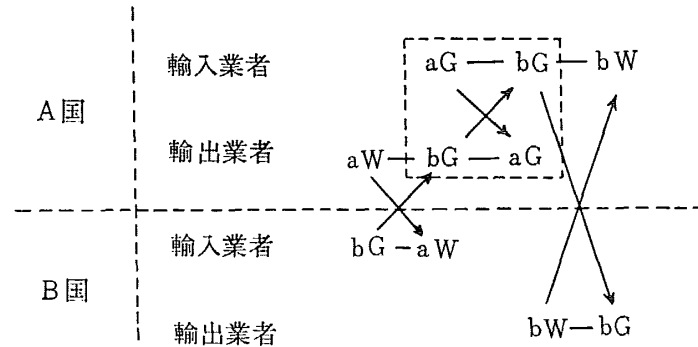 輸入業者 aG — bG — bW
A国
輸出業者 aW — bG — aG
輸入業者 bG — aW
B国
輸出業者 bW — bG